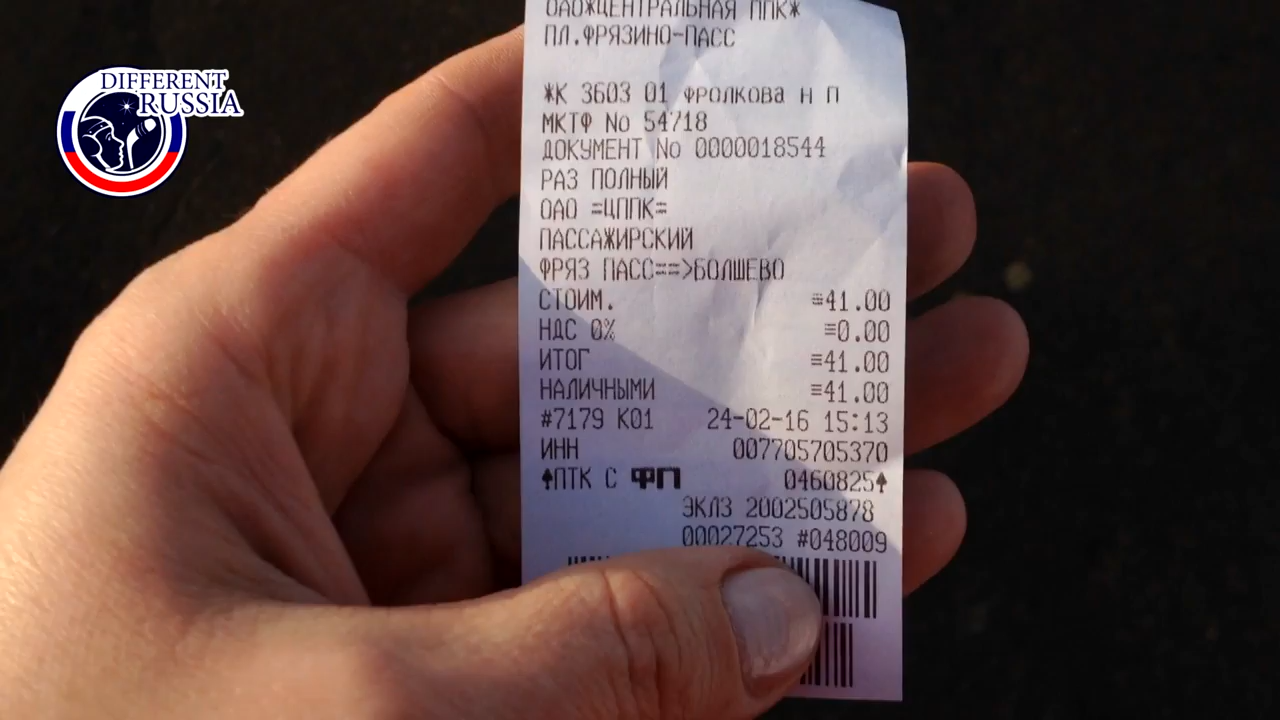 DIFFERENT
RUSSIA
ОАО*ЦЕНТРАЛЬНАЯ ППК*
ПЛ.ФРЯЗИНО-ПАСС
*К 3603 01 ФРОЛКОВА Н П
МКТФ No 54718
ДОКУМЕНТ No 0000018544
РАЗ ПОЛНЫЙ
ОАО =ЦППК=
ПАССАЖИРСКИЙ
ФРЯЗ ПАСС==>БОЛШЕВО
СТОИМ. ≡41.00
НДС 0% ≡0.00
ИТОГ ≡41.00
НАЛИЧНЫМИ ≡41.00
#7179 К01 24-02-16 15:13
ИНН 007705705370
ПТК С ФП 0460825
ЭКЛЗ 2002505878
00027253 #048009